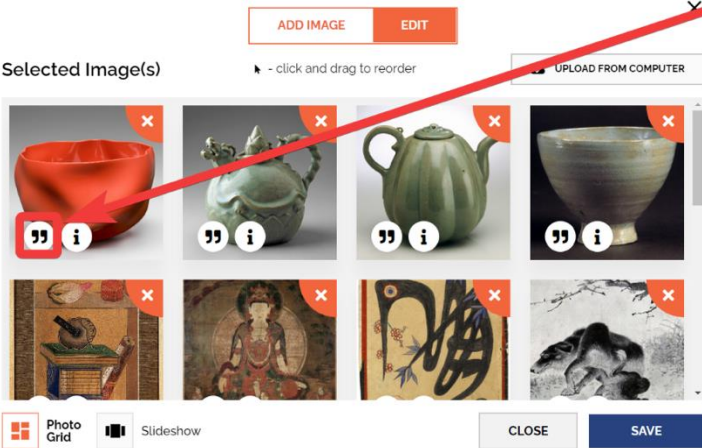 ADD IMAGE EDIT
Selected Image(s) - click and drag to reorder UPLOAD FROM COMPUTER
Photo
Grid
Slideshow CLOSE SAVE